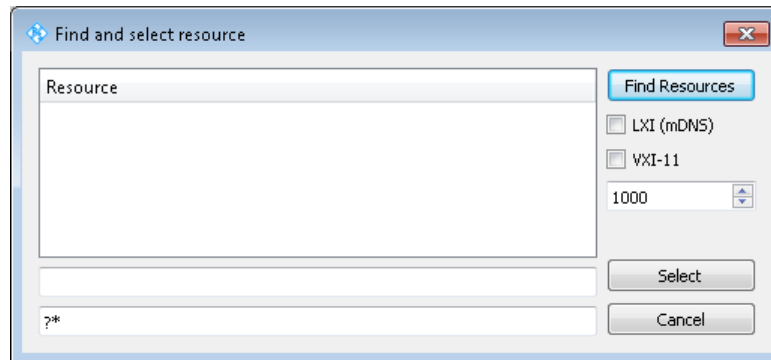 Find and select resource
Resource
Find Resources
LXI (mDNS)
VXI-11
1000
Select
?*
Cancel